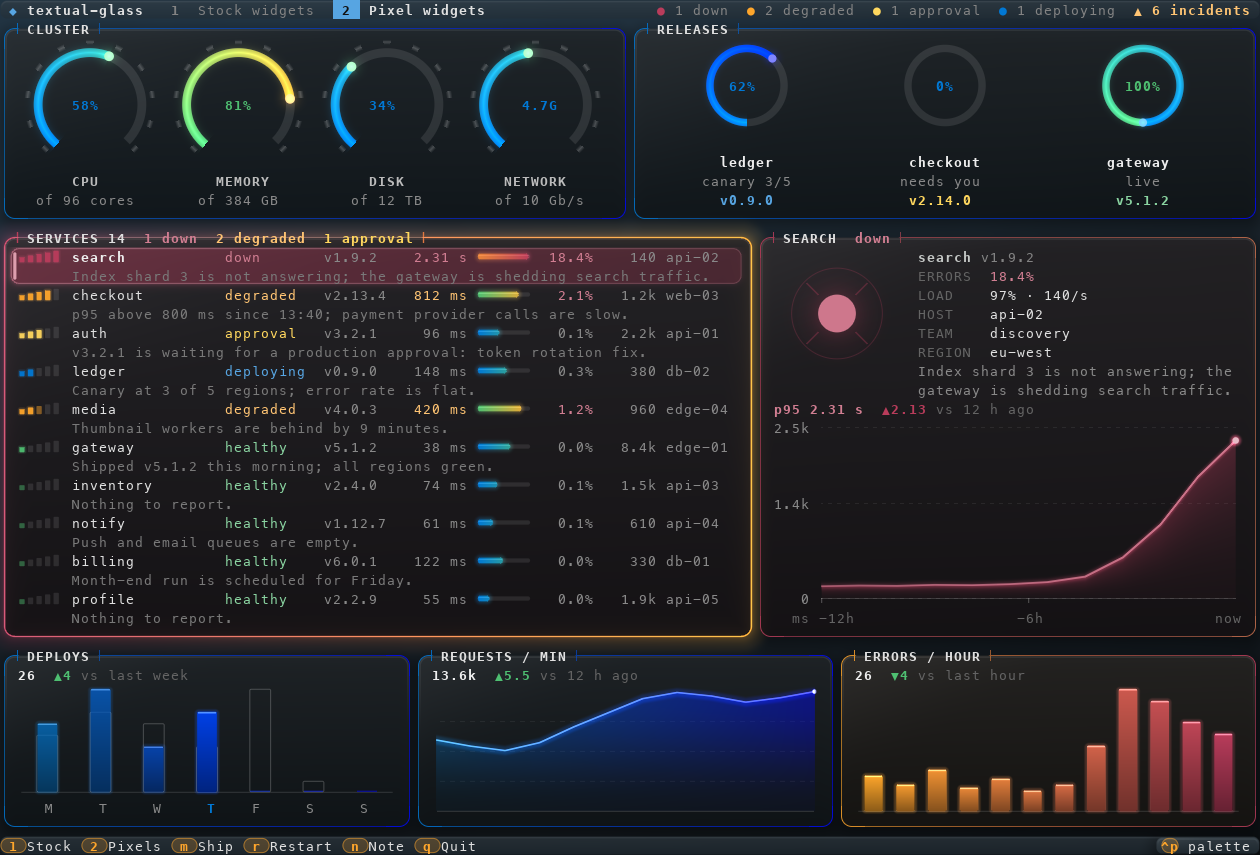 ◆ textual-glass 1 Stock widgets 2 Pixel widgets ● 1 down ● 2 degraded ● 1 approval ● 1 deploying ▲ 6 incidents
CLUSTER
58% 81% 34% 4.7G
CPU MEMORY DISK NETWORK
of 96 cores of 384 GB of 12 TB of 10 Gb/s
RELEASES
62% 0% 100%
ledger checkout gateway
canary 3/5 needs you live
v0.9.0 v2.14.0 v5.1.2
SERVICES 14 1 down 2 degraded 1 approval
search down v1.9.2 2.31 s 18.4% 140 api-02
Index shard 3 is not answering; the gateway is shedding search traffic.
checkout degraded v2.13.4 812 ms 2.1% 1.2k web-03
p95 above 800 ms since 13:40; payment provider calls are slow.
auth approval v3.2.1 96 ms 0.1% 2.2k api-01
v3.2.1 is waiting for a production approval: token rotation fix.
ledger deploying v0.9.0 148 ms 0.3% 380 db-02
Canary at 3 of 5 regions; error rate is flat.
media degraded v4.0.3 420 ms 1.2% 960 edge-04
Thumbnail workers are behind by 9 minutes.
gateway healthy v5.1.2 38 ms 0.0% 8.4k edge-01
Shipped v5.1.2 this morning; all regions green.
inventory healthy v2.4.0 74 ms 0.1% 1.5k api-03
Nothing to report.
notify healthy v1.12.7 61 ms 0.1% 610 api-04
Push and email queues are empty.
billing healthy v6.0.1 122 ms 0.0% 330 db-01
Month-end run is scheduled for Friday.
profile healthy v2.2.9 55 ms 0.0% 1.9k api-05
Nothing to report.
SEARCH down
search v1.9.2
ERRORS 18.4%
LOAD 97% · 140/s
HOST api-02
TEAM discovery
REGION eu-west
Index shard 3 is not answering; the
gateway is shedding search traffic.
p95 2.31 s ▲2.13 vs 12 h ago
2.5k
1.4k
0
ms −12h −6h now
DEPLOYS
26 ▲4 vs last week
M T W T F S S
REQUESTS / MIN
13.6k ▲5.5 vs 12 h ago
ERRORS / HOUR
26 ▼4 vs last hour
1 Stock 2 Pixels m Ship r Restart n Note q Quit ^p palette